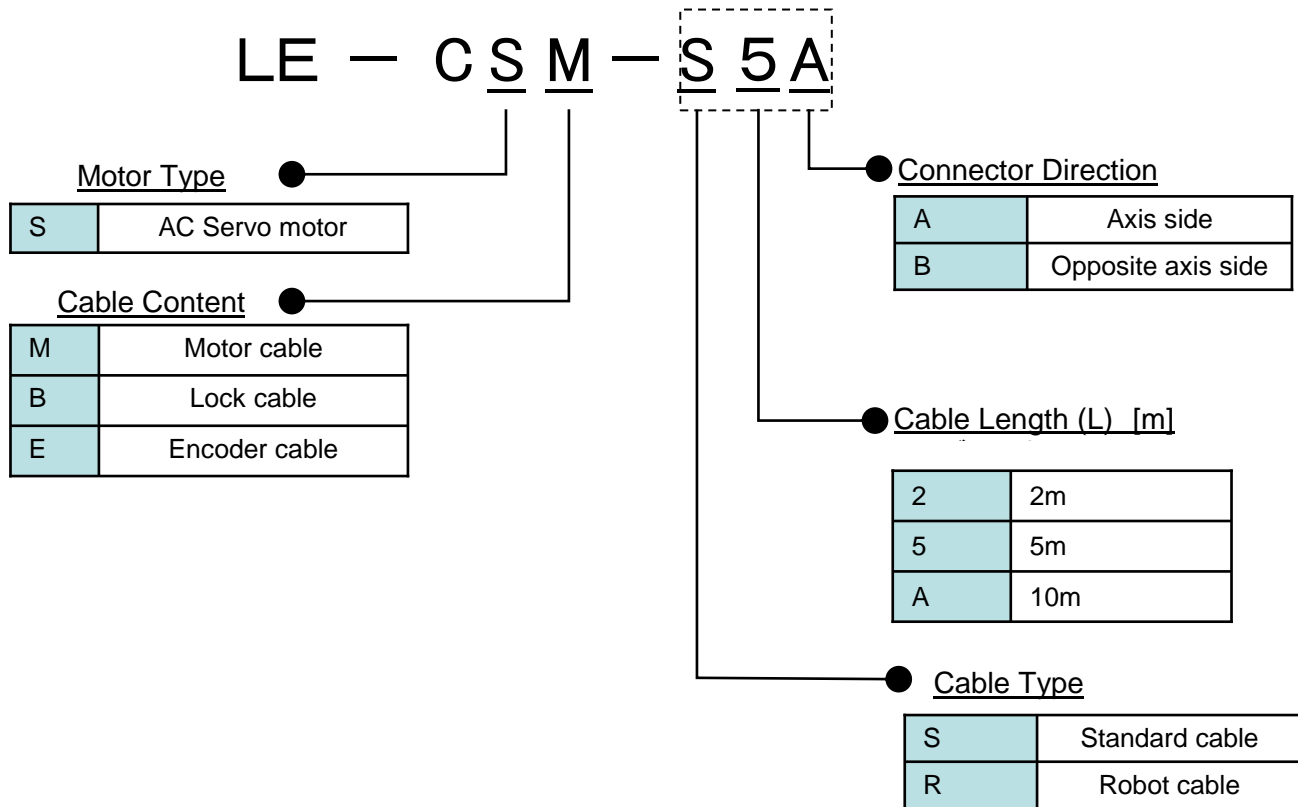 LE － CSM－S5A
Motor Type
S AC Servo motor
Cable Content
M Motor cable
B Lock cable
E Encoder cable
Connector Direction
A Axis side
B Opposite axis side
Cable Length (L) [m]
2 2m
5 5m
A 10m
Cable Type
S Standard cable
R Robot cable